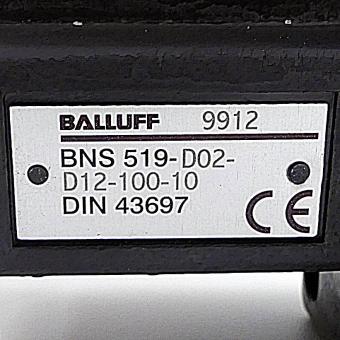 BALLUFF 9912
BNS 519-D02-
D12-100-10
DIN 43697
CE